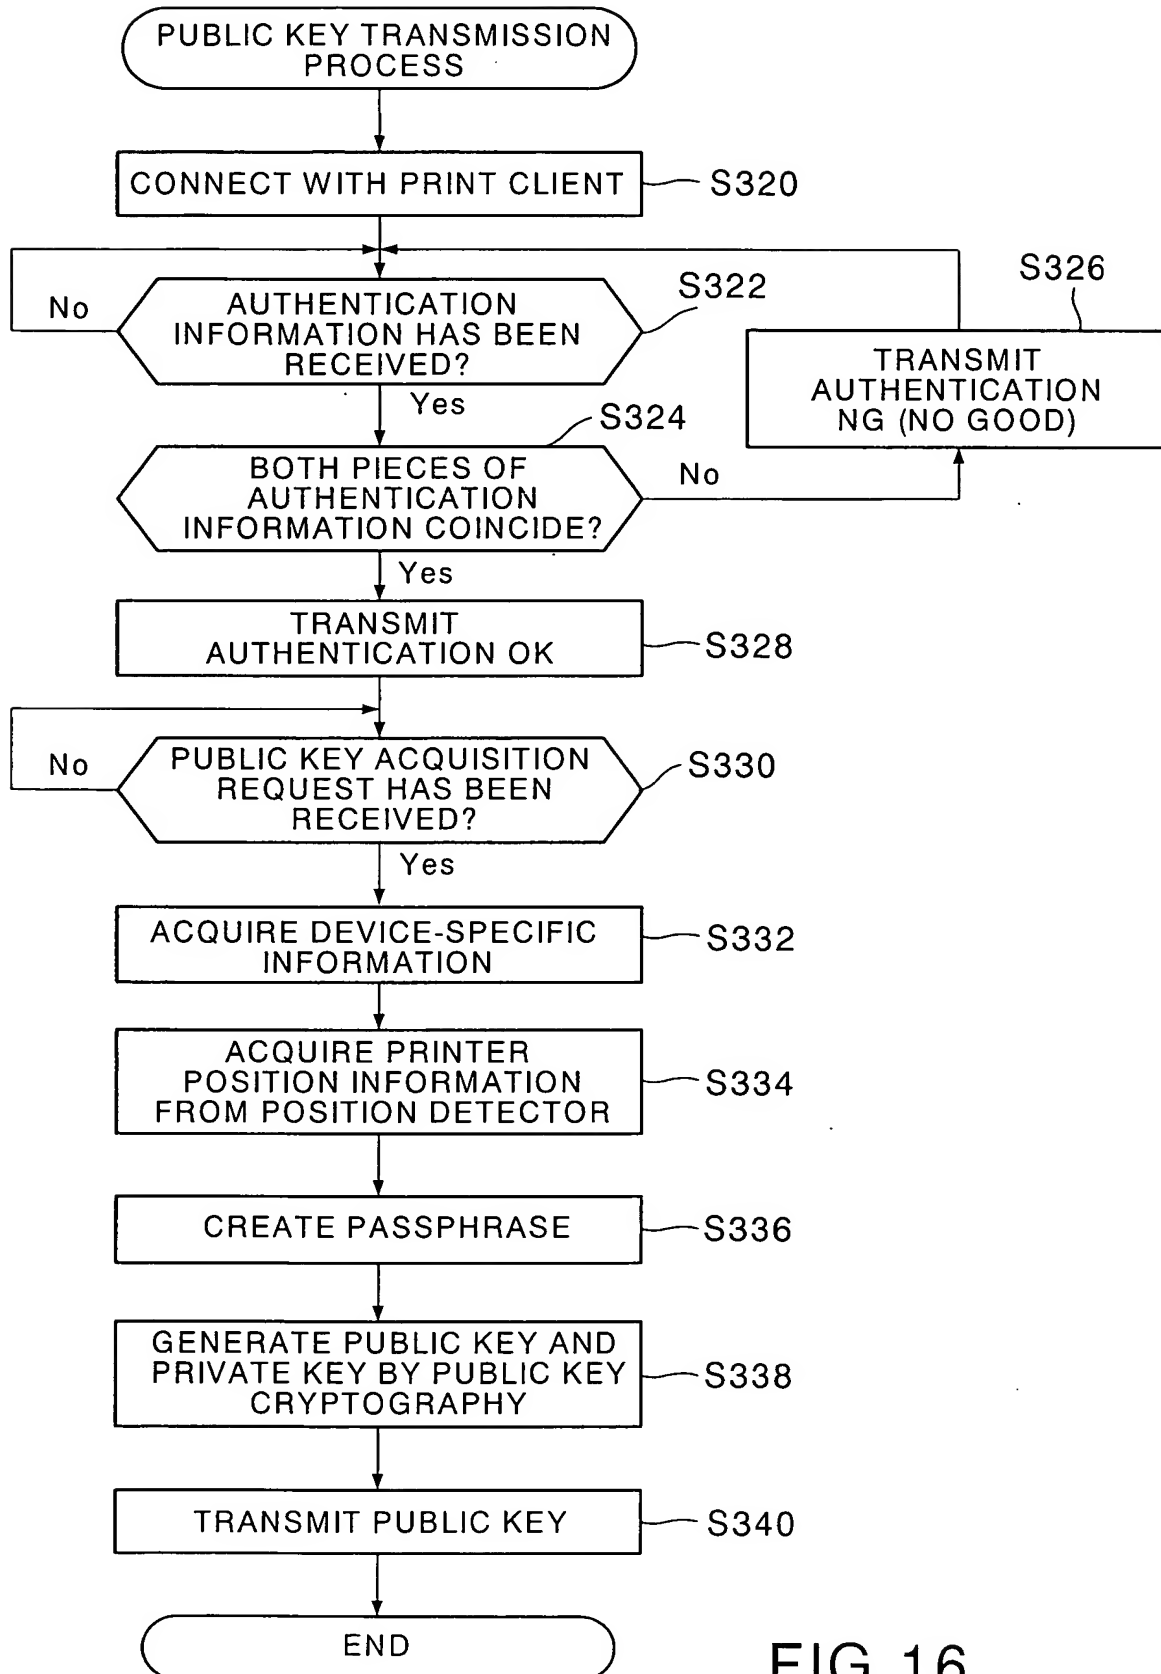 PUBLIC KEY TRANSMISSION
PROCESS
CONNECT WITH PRINT CLIENT
S320
No
AUTHENTICATION
INFORMATION HAS BEEN
RECEIVED?
S322
S326
TRANSMIT
AUTHENTICATION
NG (NO GOOD)
Yes
S324
BOTH PIECES OF
AUTHENTICATION
INFORMATION COINCIDE?
No
Yes
TRANSMIT
AUTHENTICATION OK
S328
No
PUBLIC KEY ACQUISITION
REQUEST HAS BEEN
RECEIVED?
S330
Yes
ACQUIRE DEVICE-SPECIFIC
INFORMATION
S332
ACQUIRE PRINTER
POSITION INFORMATION
FROM POSITION DETECTOR
S334
CREATE PASSPHRASE
S336
GENERATE PUBLIC KEY AND
PRIVATE KEY BY PUBLIC KEY
CRYPTOGRAPHY
S338
TRANSMIT PUBLIC KEY
S340
END
FIG 16